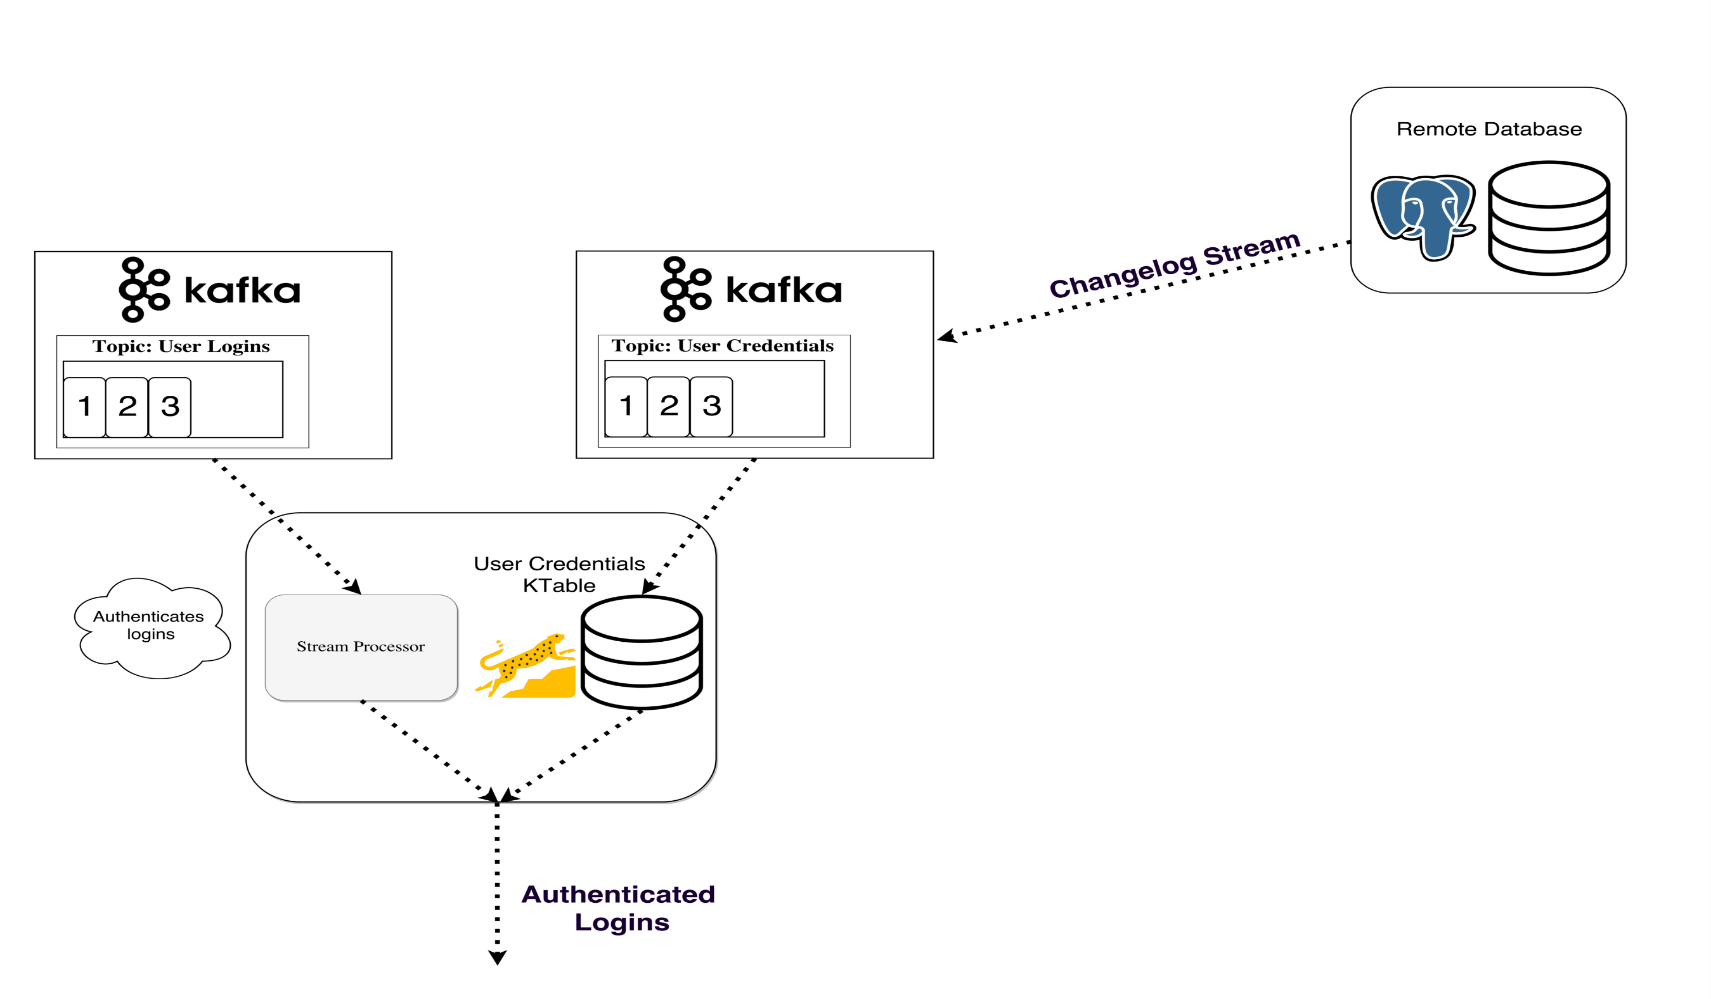 Remote Database
Changelog Stream
kafka
Topic: User Logins
1 2 3
kafka
Topic: User Credentials
1 2 3
User Credentials
KTable
Authenticates
logins
Stream Processor
Authenticated
Logins